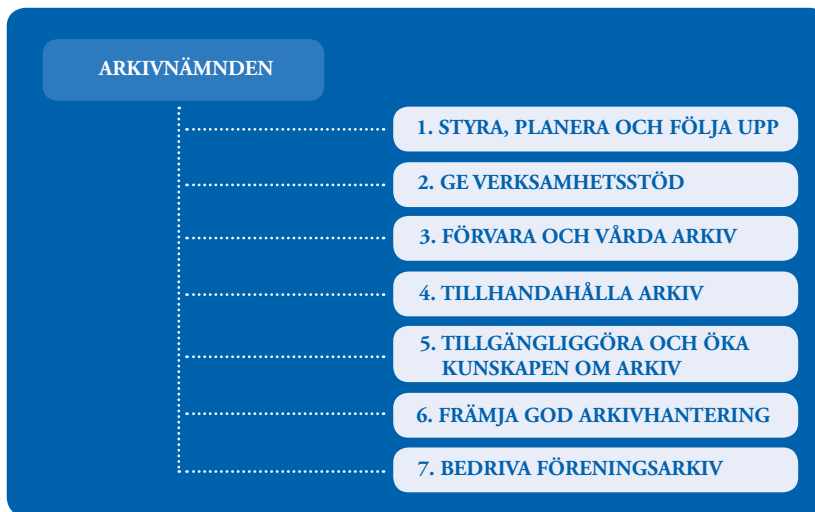 ARKIVNÄMNDEN
1. STYRA, PLANERA OCH FÖLJA UPP
2. GE VERKSAMHETSSTÖD
3. FÖRVARA OCH VÅRDA ARKIV
4. TILLHANDAHÅLLA ARKIV
5. TILLGÄNGLIGGÖRA OCH ÖKA
KUNSKAPEN OM ARKIV
6. FRÄMJA GOD ARKIVHANTERING
7. BEDRIVA FÖRENINGSARKIV